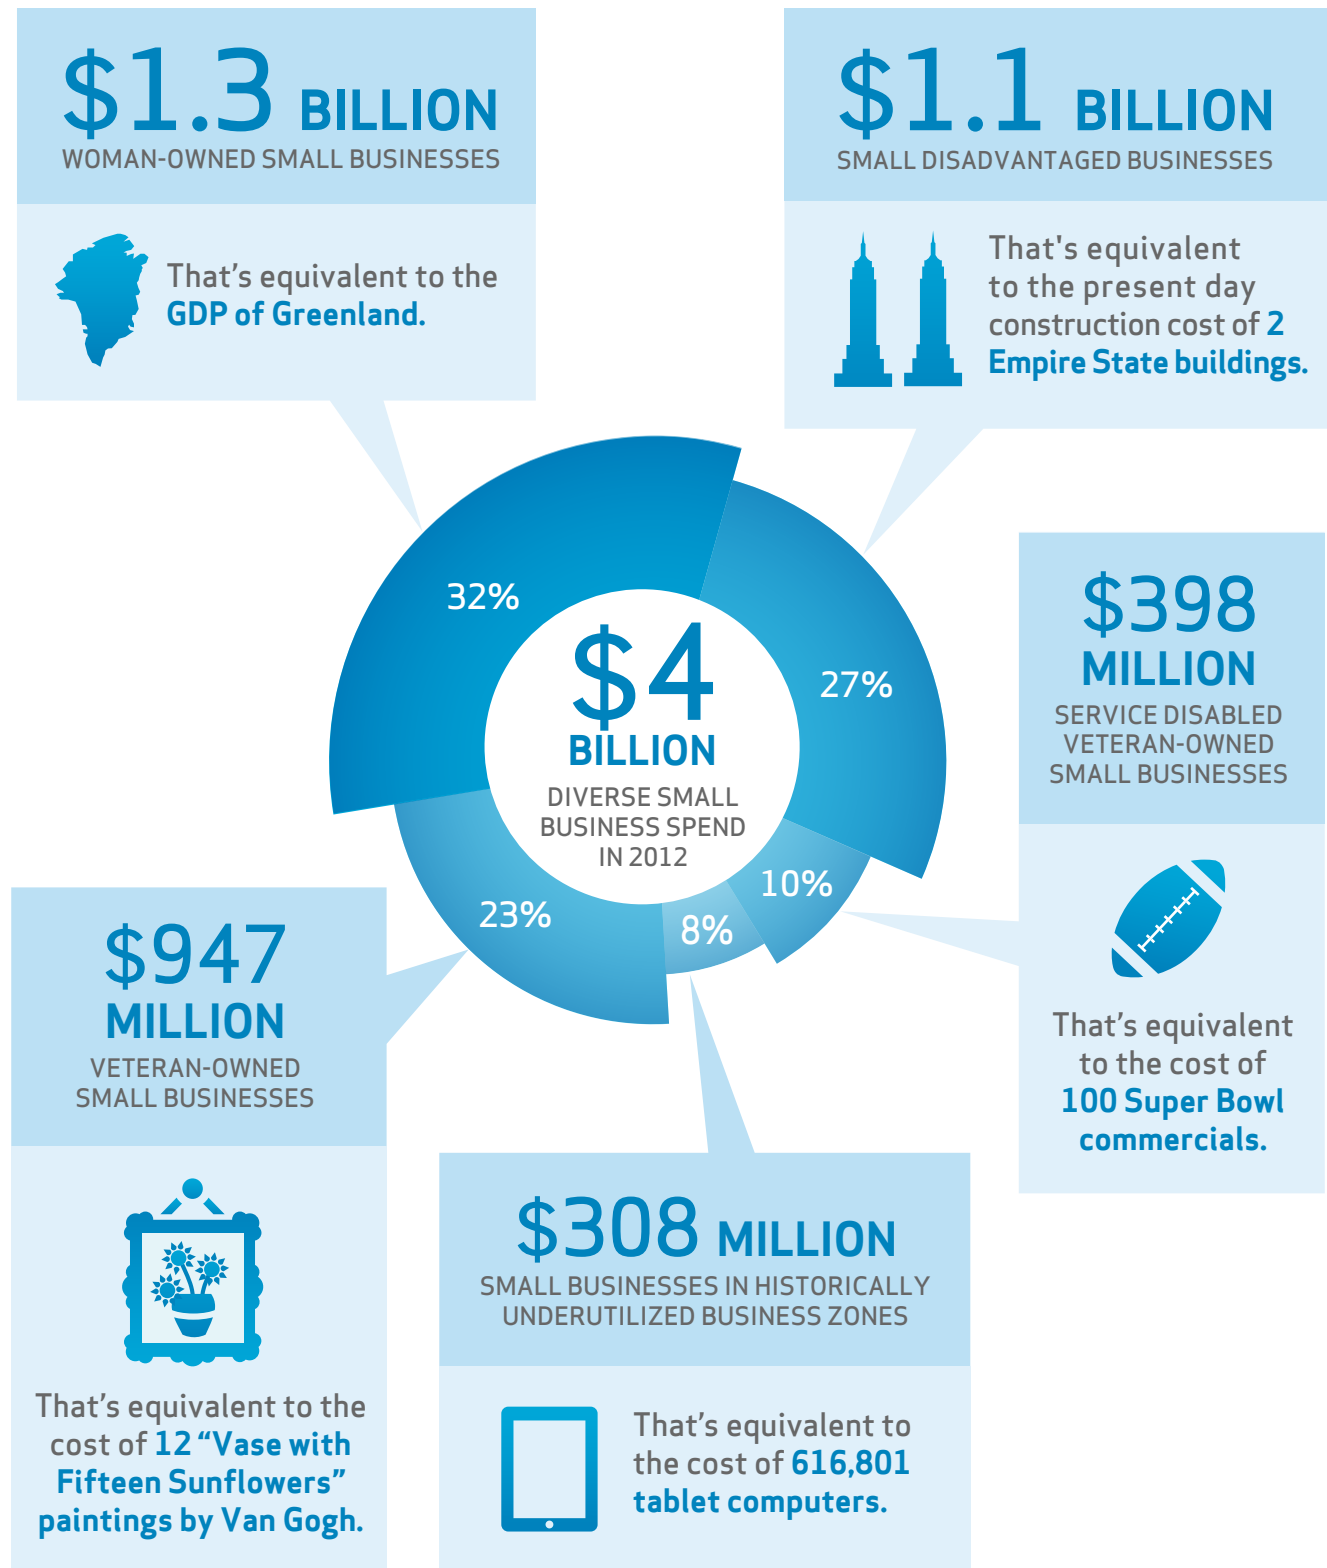 $1.3 BILLION
WOMAN-OWNED SMALL BUSINESSES
That’s equivalent to the
GDP of Greenland.
$1.1 BILLION
SMALL DISADVANTAGED BUSINESSES
That's equivalent
to the present day
construction cost of 2
Empire State buildings.
32%
27%
10%
8%
23%
$4
BILLION
DIVERSE SMALL
BUSINESS SPEND
IN 2012
$398
MILLION
SERVICE DISABLED
VETERAN-OWNED
SMALL BUSINESSES
That’s equivalent
to the cost of
100 Super Bowl
commercials.
$947
MILLION
VETERAN-OWNED
SMALL BUSINESSES
That’s equivalent to the
cost of 12 “Vase with
Fifteen Sunflowers”
paintings by Van Gogh.
$308 MILLION
SMALL BUSINESSES IN HISTORICALLY
UNDERUTILIZED BUSINESS ZONES
That’s equivalent to
the cost of 616,801
tablet computers.